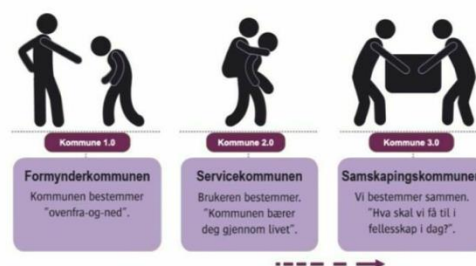 Kommune 1.0
Formynderkommunen
Kommunen bestemmer
"ovenfra-og-ned".
Kommune 2.0
Servicekommunen
Brukeren bestemmer.
"Kommunen bærer
deg gjennom livet".
Kommune 3.0
Samskapingskommunen
Vi bestemmer sammen.
"Hva skal vi få til i
fellesskap i dag?".